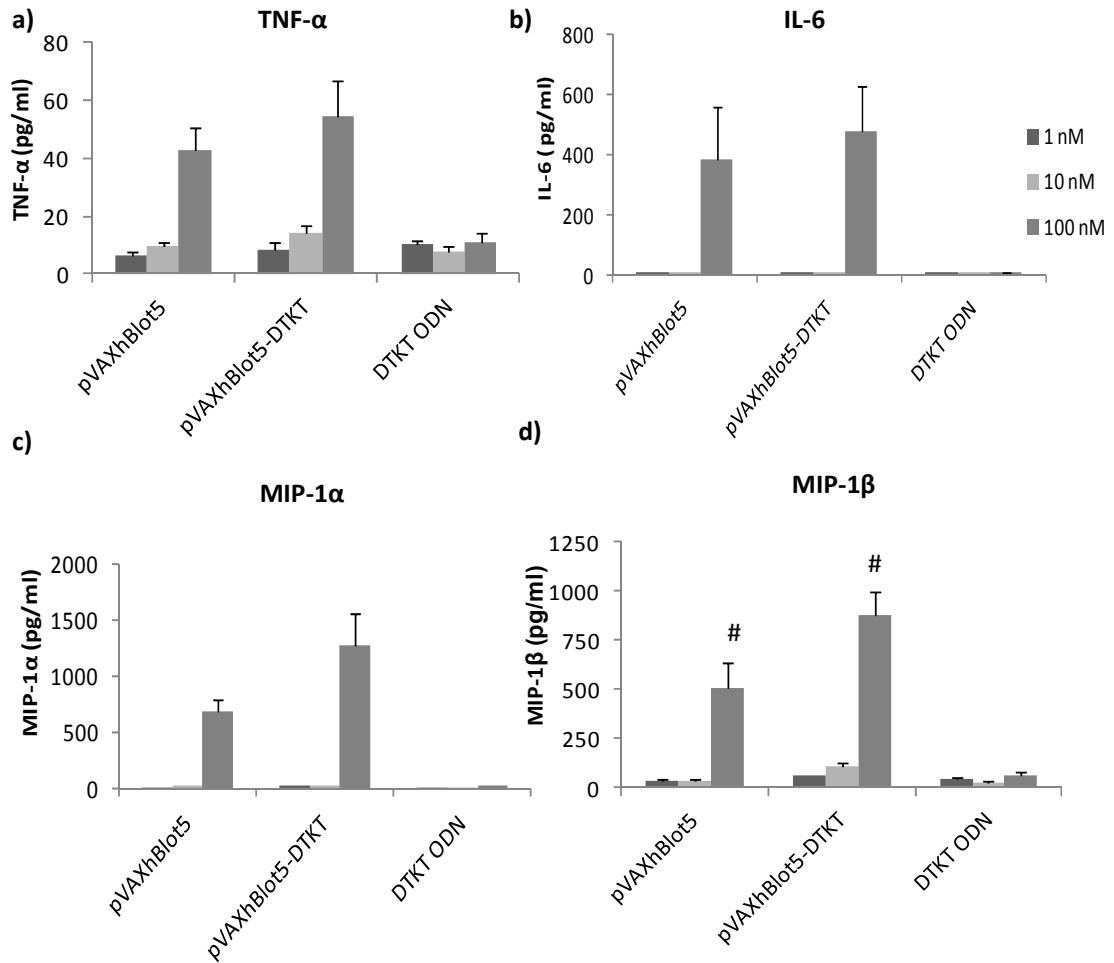 a)
TNF-α
TNF-α (pg/ml)
80
60
40
20
0
pVAXhBlot5
pVAXhBlot5-DTKT
DTKT ODN
b)
IL-6
IL-6 ( pg/ml)
800
600
400
200
0
pVAXhBlot5
pVAXhBlot5-DTKT
DTKT ODN
1 nM
10 nM
100 nM
c)
MIP-1α
MIP-1α (pg/ml)
2000
1500
1000
500
0
pVAXhBlot5
pVAXhBlot5-DTKT
DTKT ODN
d)
MIP-1β
MIP-1β (pg/ml)
1250
1000
750
500
250
0
#
#
pVAXhBlot5
pVAXhBlot5-DTKT
DTKT ODN